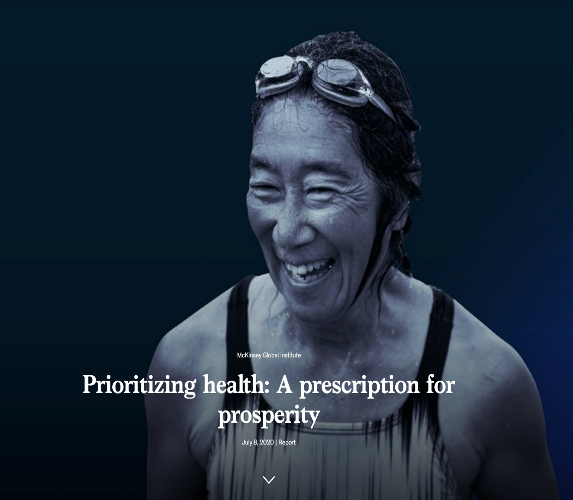 McKinsey Global Institute
Prioritizing health: A prescription for
prosperity
July 8, 2020 | Report